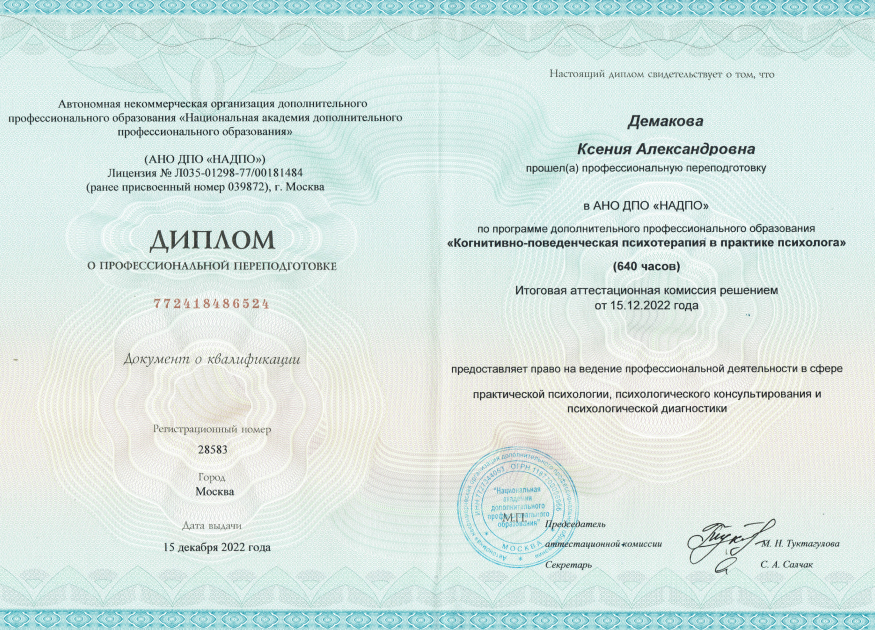 Автономная некоммерческая организация дополнительного
профессионального образования «Национальная академия дополнительного
профессионального образования»
(АНО ДПО «НАДПО»)
Лицензия № Л035-01298-77/00181484
(ранее присвоенный номер 039872), г. Москва
ДИПЛОМ
О ПРОФЕССИОНАЛЬНОЙ ПЕРЕПОДГОТОВКЕ
772418486524
Документ о квалификации
Регистрационный номер
28583
Город
Москва
Дата выдачи
15 декабря 2022 года
Настоящий диплом свидетельствует о том, что
Демакова
Ксения Александровна
прошел(а) профессиональную переподготовку
в АНО ДПО «НАДПО»
по программе дополнительного профессионального образования
«Когнитивно-поведенческая психотерапия в практике психолога»
(640 часов)
Итоговая аттестационная комиссия решением
от 15.12.2022 года
предоставляет право на ведение профессиональной деятельности в сфере
практической психологии, психологического консультирования и
психологической диагностики
"Национальная
академия
дополнительного
профессионального
образования"
МОСКВА
М.П.
Председатель
аттестационной комиссии
М. Н. Туктагулова
Секретарь
С. А. Салчак